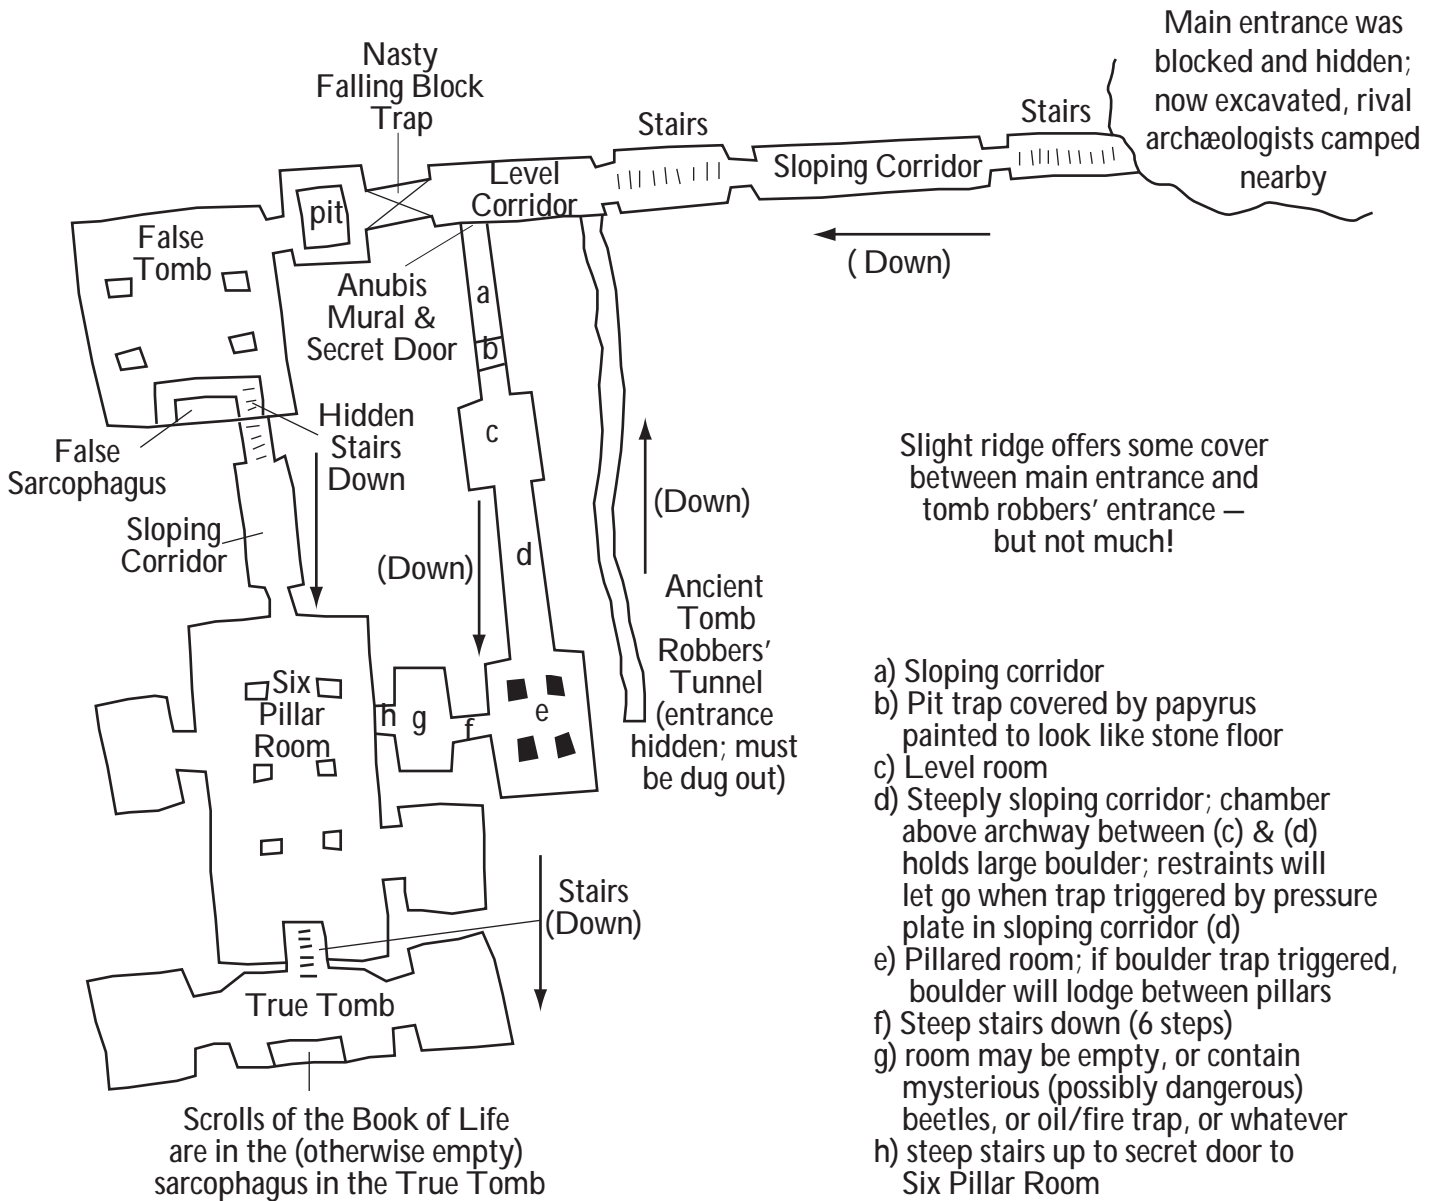 Main entrance was
blocked and hidden;
now excavated, rival
archæologists camped
nearby
Nasty
Falling Block
Trap
Stairs
Stairs
Sloping Corridor
Level
Corridor
pit
(Down)
False
Tomb
Anubis
Mural &
Secret Door
a
b
c
Hidden
Stairs
Down
False
Sarcophagus
Sloping
Corridor
(Down)
(Down)
d
Slight ridge offers some cover
between main entrance and
tomb robbers’ entrance —
but not much!
Ancient
Tomb
Robbers’
Tunnel
(entrance
hidden; must
be dug out)
Six
Pillar
Room
h
g
f
e
Stairs
(Down)
True Tomb
Scrolls of the Book of Life
are in the (otherwise empty)
sarcophagus in the True Tomb
a) Sloping corridor
b) Pit trap covered by papyrus
painted to look like stone floor
c) Level room
d) Steeply sloping corridor; chamber
above archway between (c) & (d)
holds large boulder; restraints will
let go when trap triggered by pressure
plate in sloping corridor (d)
e) Pillared room; if boulder trap triggered,
boulder will lodge between pillars
f) Steep stairs down (6 steps)
g) room may be empty, or contain
mysterious (possibly dangerous)
beetles, or oil/fire trap, or whatever
h) steep stairs up to secret door to
Six Pillar Room